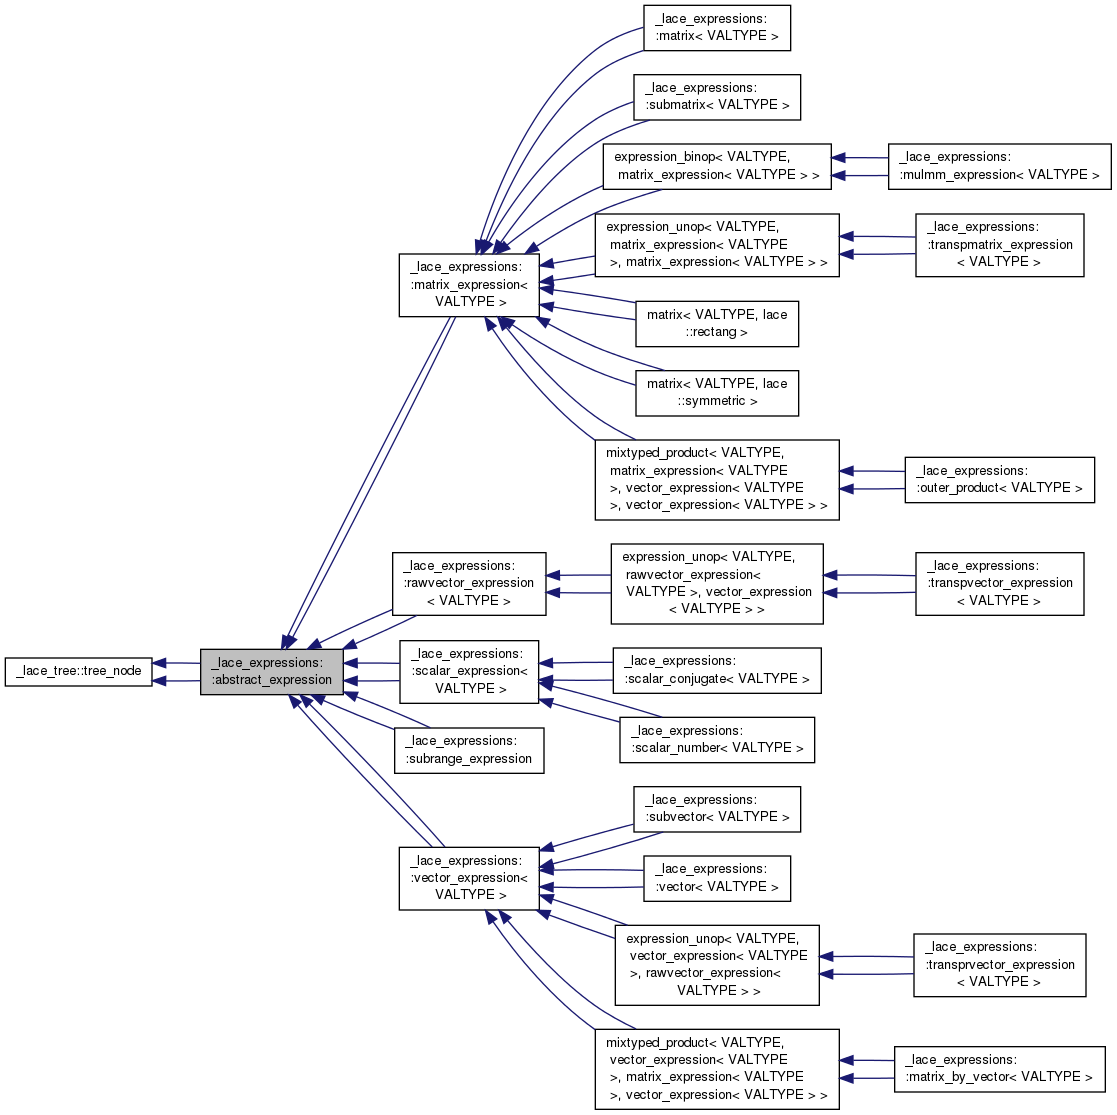 _lace_expressions:
:matrix< VALTYPE >
_lace_expressions:
:submatrix< VALTYPE >
expression_binop< VALTYPE,
matrix_expression< VALTYPE > >
_lace_expressions:
:mulmm_expression< VALTYPE >
expression_unop< VALTYPE,
matrix_expression< VALTYPE
>, matrix_expression< VALTYPE > >
_lace_expressions:
:transpmatrix_expression
< VALTYPE >
_lace_expressions:
:matrix_expression<
VALTYPE >
matrix< VALTYPE, lace
::rectang >
matrix< VALTYPE, lace
::symmetric >
mixtyped_product< VALTYPE,
matrix_expression< VALTYPE
>, vector_expression< VALTYPE
>, vector_expression< VALTYPE > >
_lace_expressions:
:outer_product< VALTYPE >
_lace_expressions:
:rawvector_expression
< VALTYPE >
expression_unop< VALTYPE,
rawvector_expression<
VALTYPE >, vector_expression
< VALTYPE > >
_lace_expressions:
:transpvector_expression
< VALTYPE >
_lace_tree::tree_node
_lace_expressions:
:abstract_expression
_lace_expressions:
:scalar_expression<
VALTYPE >
_lace_expressions:
:scalar_conjugate< VALTYPE >
_lace_expressions:
:scalar_number< VALTYPE >
_lace_expressions:
:subrange_expression
_lace_expressions:
:subvector< VALTYPE >
_lace_expressions:
:vector_expression<
VALTYPE >
_lace_expressions:
:vector< VALTYPE >
expression_unop< VALTYPE,
vector_expression< VALTYPE
>, rawvector_expression<
VALTYPE > >
_lace_expressions:
:transprvector_expression
< VALTYPE >
mixtyped_product< VALTYPE,
vector_expression< VALTYPE
>, matrix_expression< VALTYPE
>, vector_expression< VALTYPE > >
_lace_expressions:
:matrix_by_vector< VALTYPE >